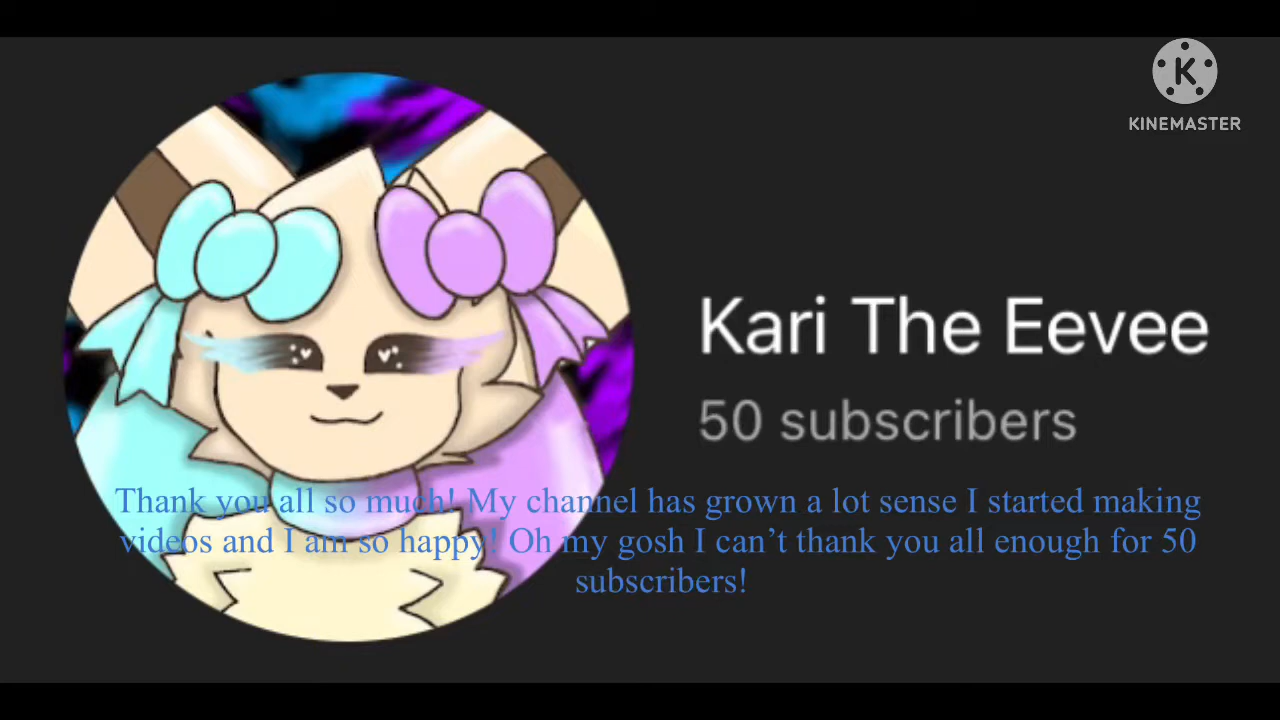 K
KINEMASTER
Kari The Eevee
50 subscribers
Thank you all so much! My channel has grown a lot sense I started making
videos and I am so happy! Oh my gosh I can’t thank you all enough for 50
subscribers!